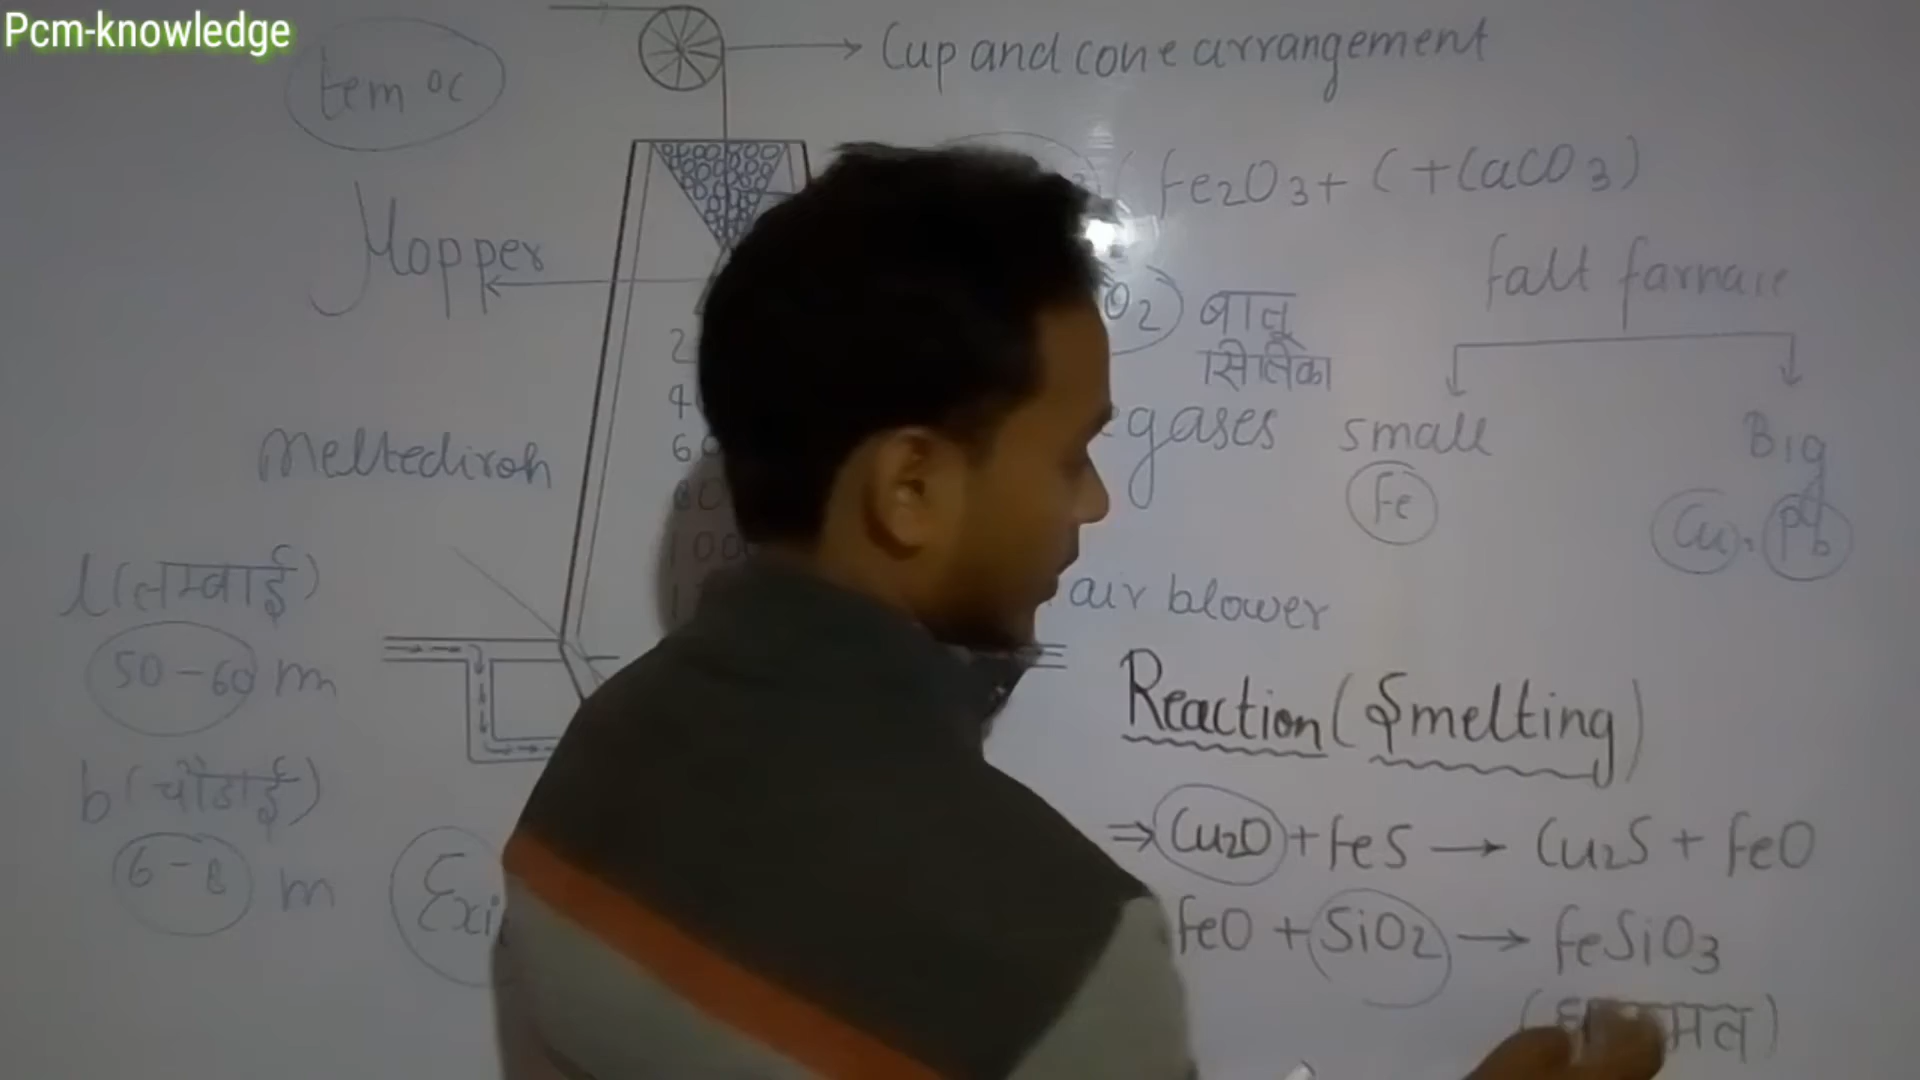 Pcm-knowledge
tem °c
Cup and cone arrangement
Fe2O3 + C + CaCO3)
Hopper
O2) बालू
सिलिका
falt farnace
small
Big
Fe
Cu, Pb
gases
meltediron
air blower
l(लम्बाई)
50-60 m
b(चौडाई)
6-8 m
Reaction (Smelting)
⇒ Cu2O + FeS → Cu2S + FeO
FeO + SiO2 → FeSiO3